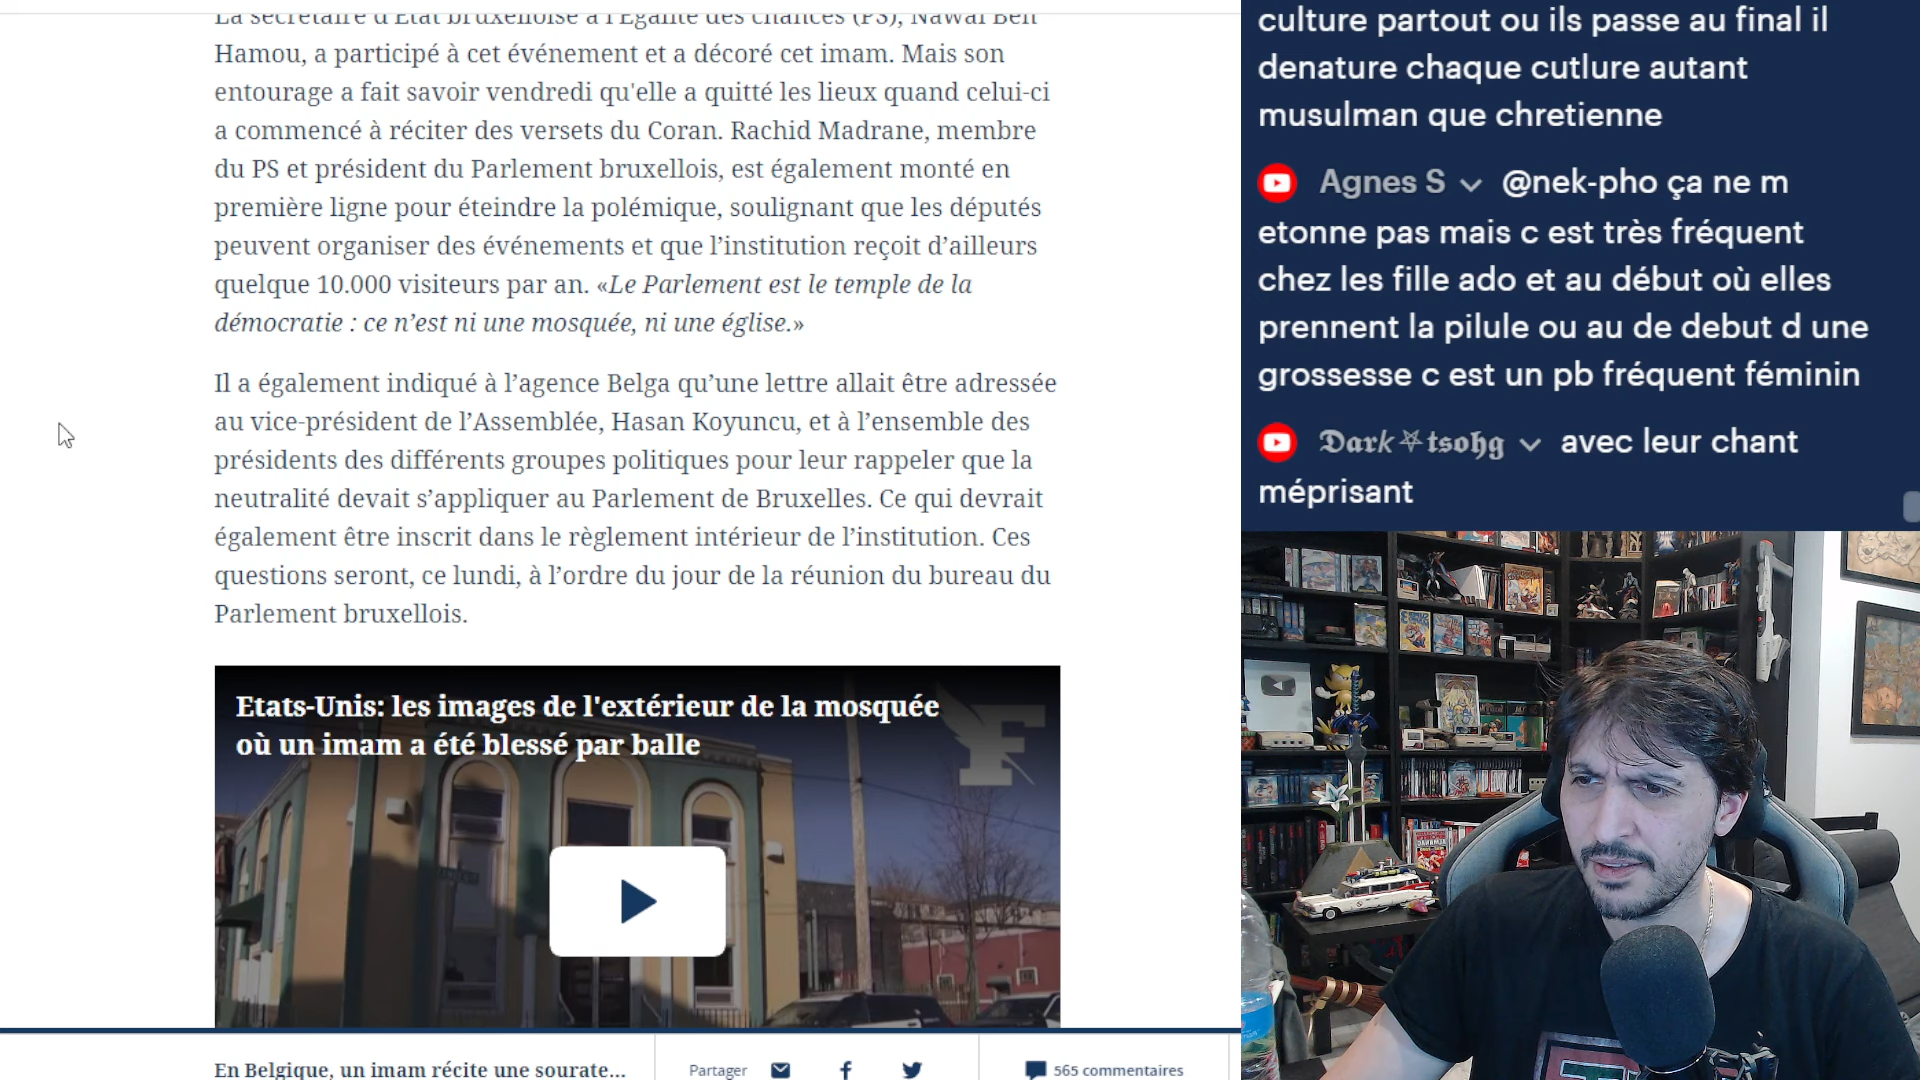 La secrétaire d'État bruxelloise à l'Égalité des chances (PS), Nawal Ben
Hamou, a participé à cet événement et a décoré cet imam. Mais son
entourage a fait savoir vendredi qu'elle a quitté les lieux quand celui-ci
a commencé à réciter des versets du Coran. Rachid Madrane, membre
du PS et président du Parlement bruxellois, est également monté en
première ligne pour éteindre la polémique, soulignant que les députés
peuvent organiser des événements et que l’institution reçoit d’ailleurs
quelque 10.000 visiteurs par an. «Le Parlement est le temple de la
démocratie : ce n’est ni une mosquée, ni une église.»
Il a également indiqué à l’agence Belga qu’une lettre allait être adressée
au vice-président de l’Assemblée, Hasan Koyuncu, et à l’ensemble des
présidents des différents groupes politiques pour leur rappeler que la
neutralité devait s’appliquer au Parlement de Bruxelles. Ce qui devrait
également être inscrit dans le règlement intérieur de l’institution. Ces
questions seront, ce lundi, à l’ordre du jour de la réunion du bureau du
Parlement bruxellois.
Etats-Unis: les images de l'extérieur de la mosquée
où un imam a été blessé par balle
En Belgique, un imam récite une sourate...
Partager
565 commentaires
culture partout ou ils passe au final il
denature chaque cutlure autant
musulman que chretienne
Agnes S @nek-pho ça ne m
etonne pas mais c est très fréquent
chez les fille ado et au début où elles
prennent la pilule ou au de debut d une
grossesse c est un pb fréquent féminin
𝕯ark⛧𝖙𝖘𝖔𝖍𝖌 avec leur chant
méprisant